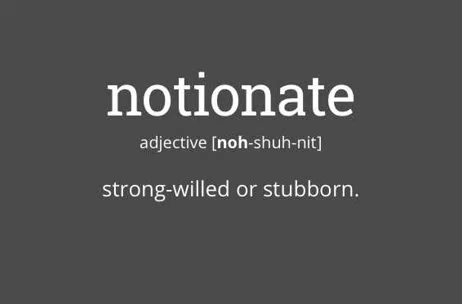 notionate
adjective [noh-shuh-nit]
strong-willed or stubborn.